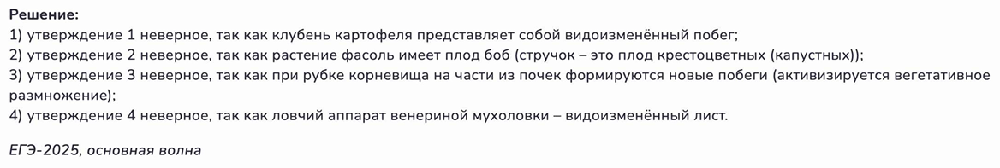 Решение:
1) утверждение 1 неверное, так как клубень картофеля представляет собой видоизменённый побег;
2) утверждение 2 неверное, так как растение фасоль имеет плод боб (стручок – это плод крестоцветных (капустных));
3) утверждение 3 неверное, так как при рубке корневища на части из почек формируются новые побеги (активизируется вегетативное
размножение);
4) утверждение 4 неверное, так как ловчий аппарат венериной мухоловки – видоизменённый лист.
ЕГЭ-2025, основная волна